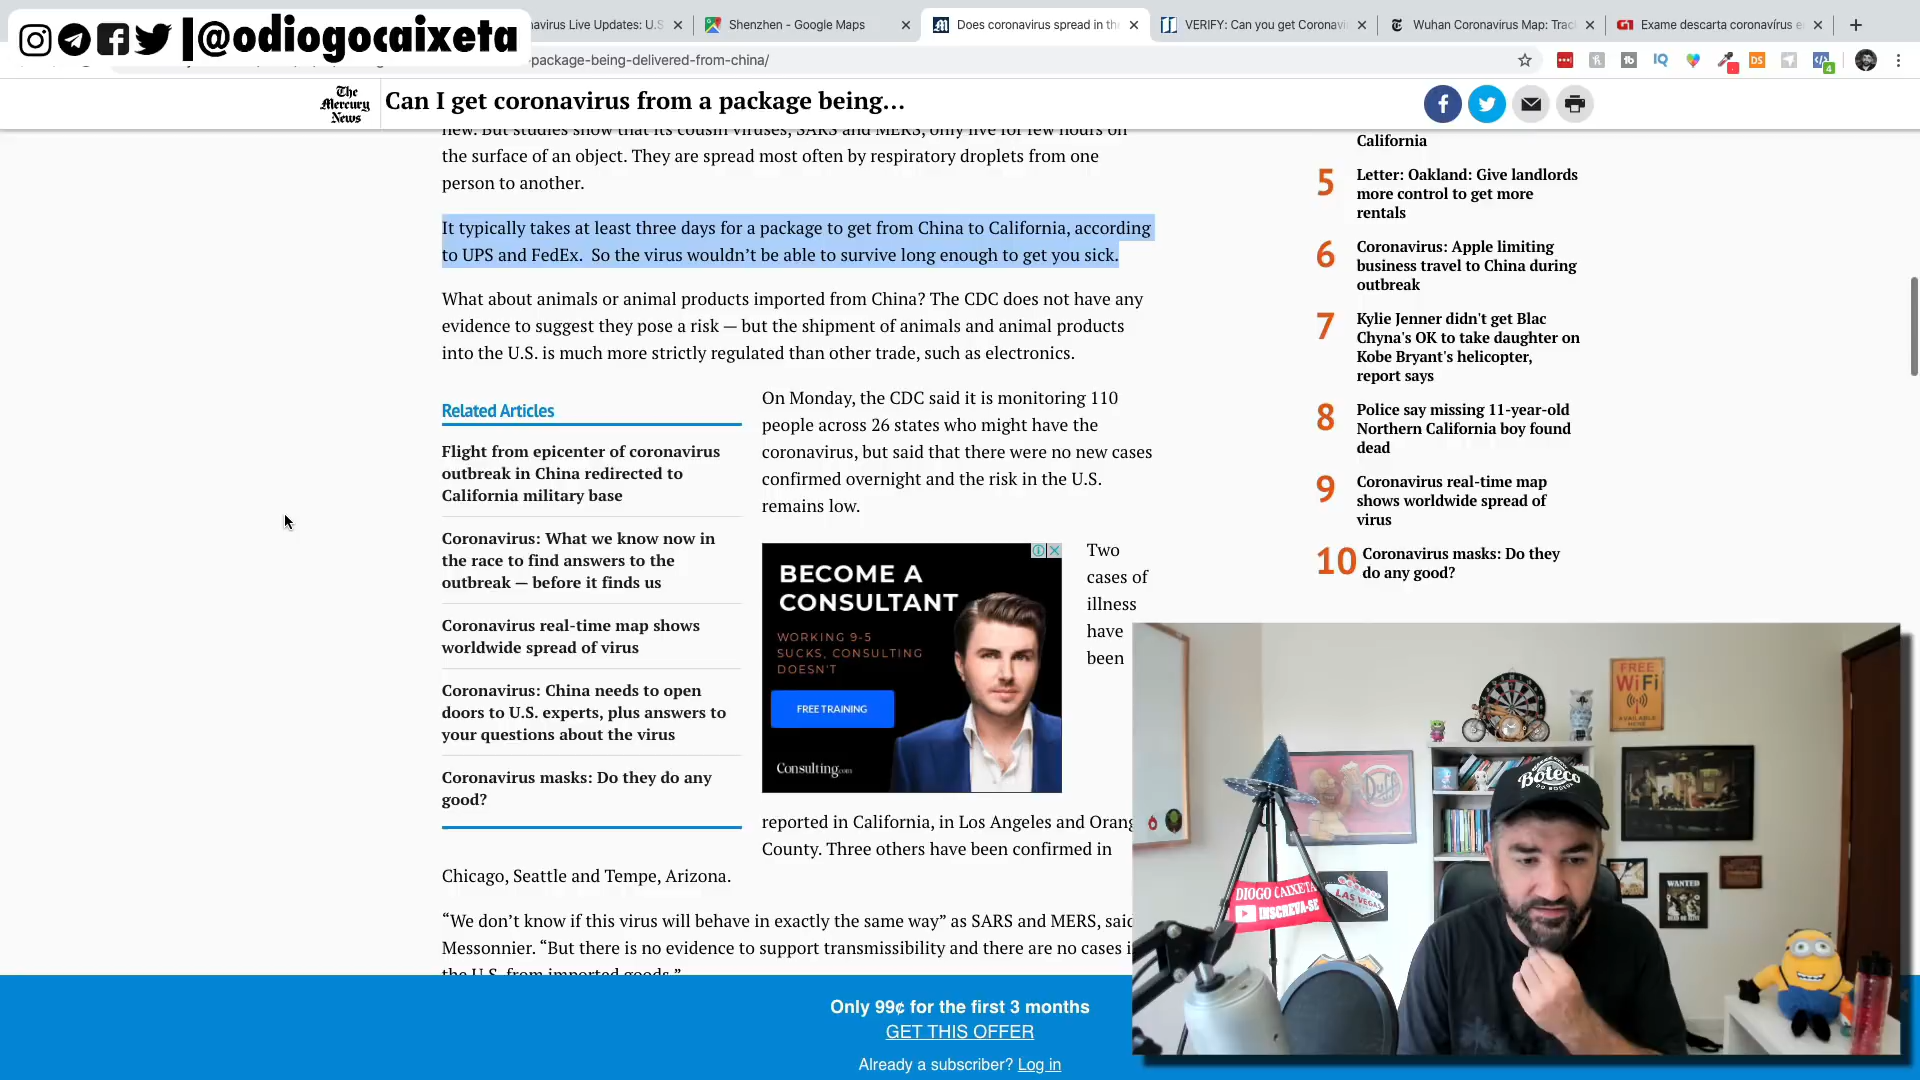 |@odiogocaixeta
navirus Live Updates: U.S
Shenzhen - Google Maps
Does coronavirus spread in the
VERIFY: Can you get Coronavi
Wuhan Coronavirus Map: Trac
Exame descarta coronavírus e
-package-being-delivered-from-china/
The Mercury News
Can I get coronavirus from a package being...
new. But studies show that its cousin viruses, SARS and MERS, only live for few hours on
the surface of an object. They are spread most often by respiratory droplets from one
person to another.
It typically takes at least three days for a package to get from China to California, according
to UPS and FedEx.  So the virus wouldn’t be able to survive long enough to get you sick.
What about animals or animal products imported from China? The CDC does not have any
evidence to suggest they pose a risk — but the shipment of animals and animal products
into the U.S. is much more strictly regulated than other trade, such as electronics.
Related Articles
Flight from epicenter of coronavirus
outbreak in China redirected to
California military base
Coronavirus: What we know now in
the race to find answers to the
outbreak — before it finds us
Coronavirus real-time map shows
worldwide spread of virus
Coronavirus: China needs to open
doors to U.S. experts, plus answers to
your questions about the virus
Coronavirus masks: Do they do any
good?
On Monday, the CDC said it is monitoring 110
people across 26 states who might have the
coronavirus, but said that there were no new cases
confirmed overnight and the risk in the U.S.
remains low.
BECOME A
CONSULTANT
WORKING 9-5
SUCKS, CONSULTING
DOESN'T
FREE TRAINING
Consulting.com
Two
cases of
illness
have
been
reported in California, in Los Angeles and Orang
County. Three others have been confirmed in
Chicago, Seattle and Tempe, Arizona.
“We don’t know if this virus will behave in exactly the same way” as SARS and MERS, said
Messonnier. “But there is no evidence to support transmissibility and there are no cases i
the U.S. from imported goods.”
California
5 Letter: Oakland: Give landlords
more control to get more
rentals
6 Coronavirus: Apple limiting
business travel to China during
outbreak
7 Kylie Jenner didn't get Blac
Chyna's OK to take daughter on
Kobe Bryant's helicopter,
report says
8 Police say missing 11-year-old
Northern California boy found
dead
9 Coronavirus real-time map
shows worldwide spread of
virus
10 Coronavirus masks: Do they
do any good?
FREE
WiFi
AVAILABLE
HERE
Duff
Boteco
DIOGO CAIXETA
INSCREVA-SE
LAS VEGAS
WANTED
DEAD OR ALIVE
Only 99¢ for the first 3 months
GET THIS OFFER
Already a subscriber? Log in